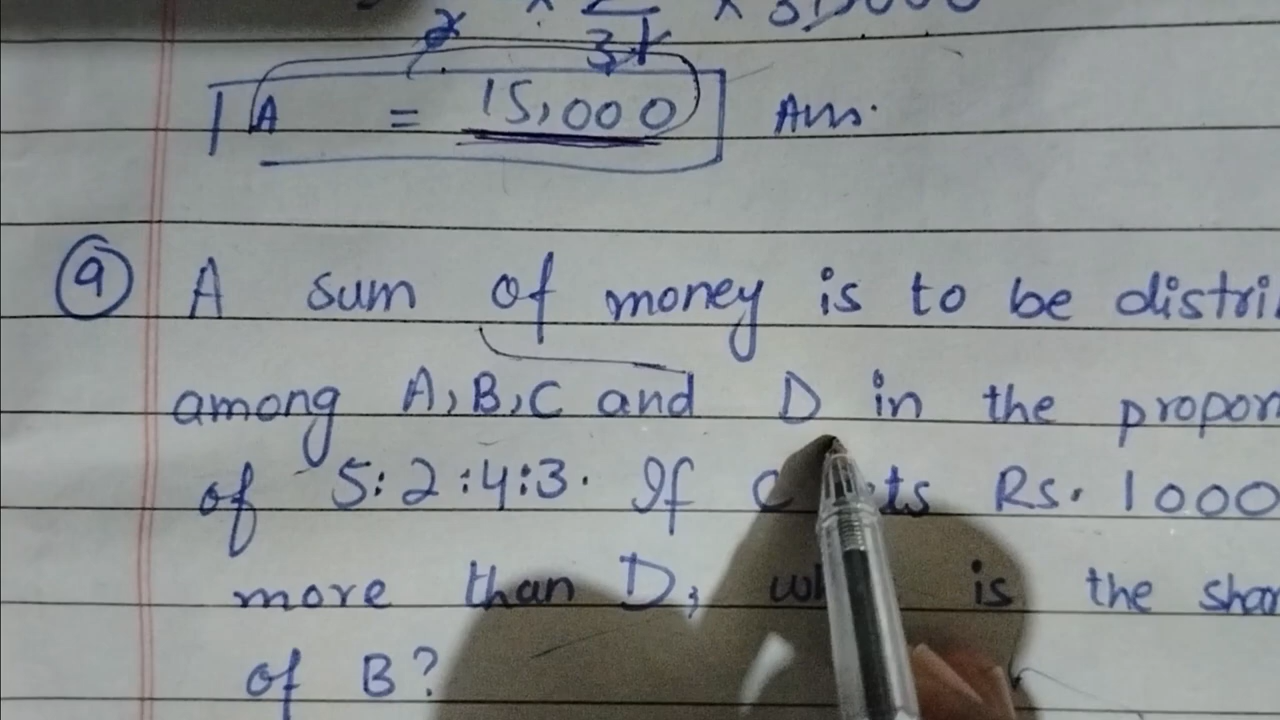 A = 15,000 Ans.
9 A sum of money is to be distri
among A, B, C and D in the propor
of 5:2:4:3. If C Rs. 1000
more than D, is the shar
of B?